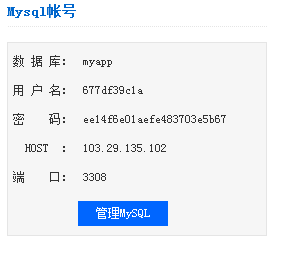 Mysql帐号
数 据 库: myapp
用 户 名: 677df39c1a
密 码: ee14f6e01aefe483703e5b67
HOST : 103.29.135.102
端 口: 3308
管理MySQL